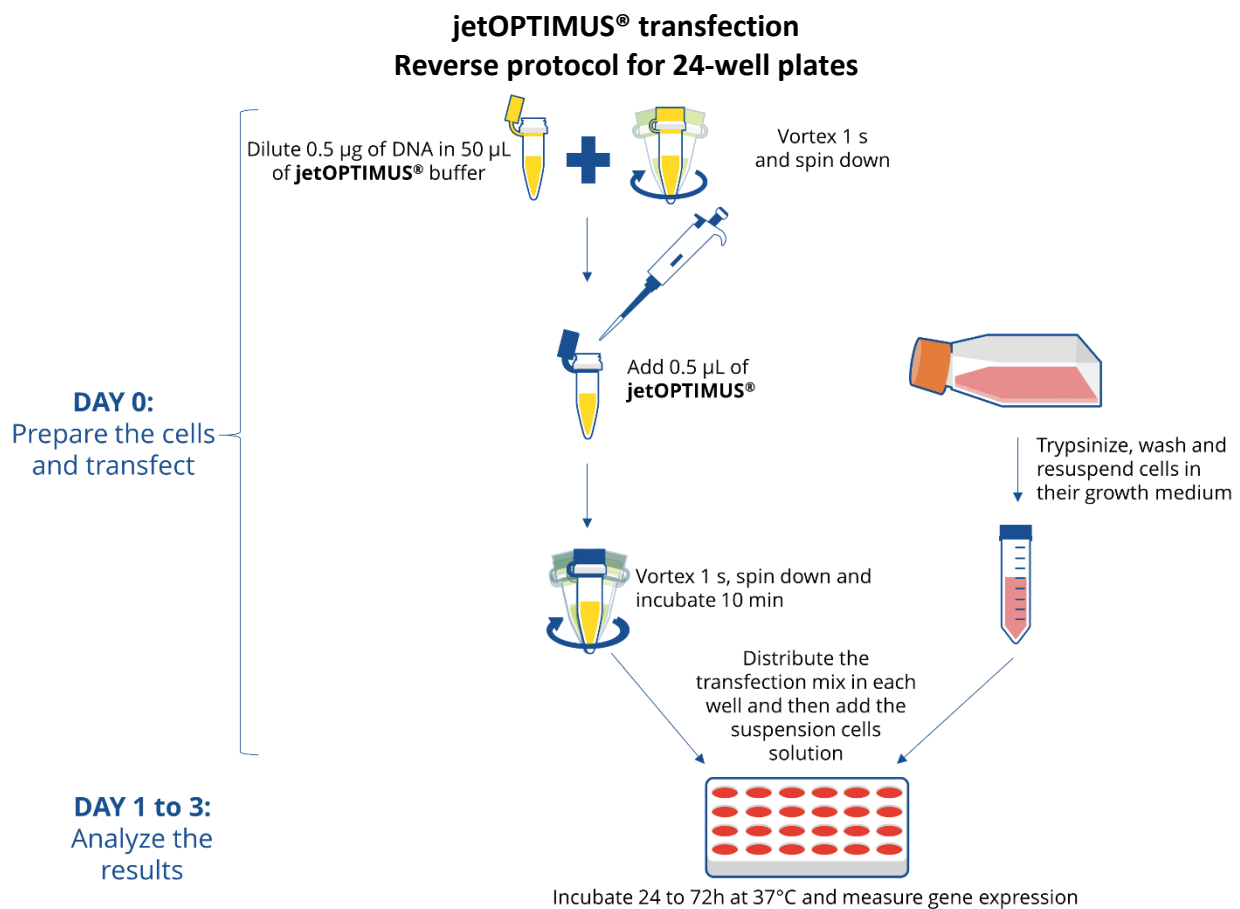 jetOPTIMUS® transfection
Reverse protocol for 24-well plates
Dilute 0.5 µg of DNA in 50 µL
of jetOPTIMUS® buffer
Vortex 1 s
and spin down
Add 0.5 µL of
jetOPTIMUS®
DAY 0:
Prepare the cells
and transfect
Trypsinize, wash and
resuspend cells in
their growth medium
Vortex 1 s, spin down and
incubate 10 min
Distribute the
transfection mix in each
well and then add the
suspension cells
solution
DAY 1 to 3:
Analyze the
results
Incubate 24 to 72h at 37°C and measure gene expression